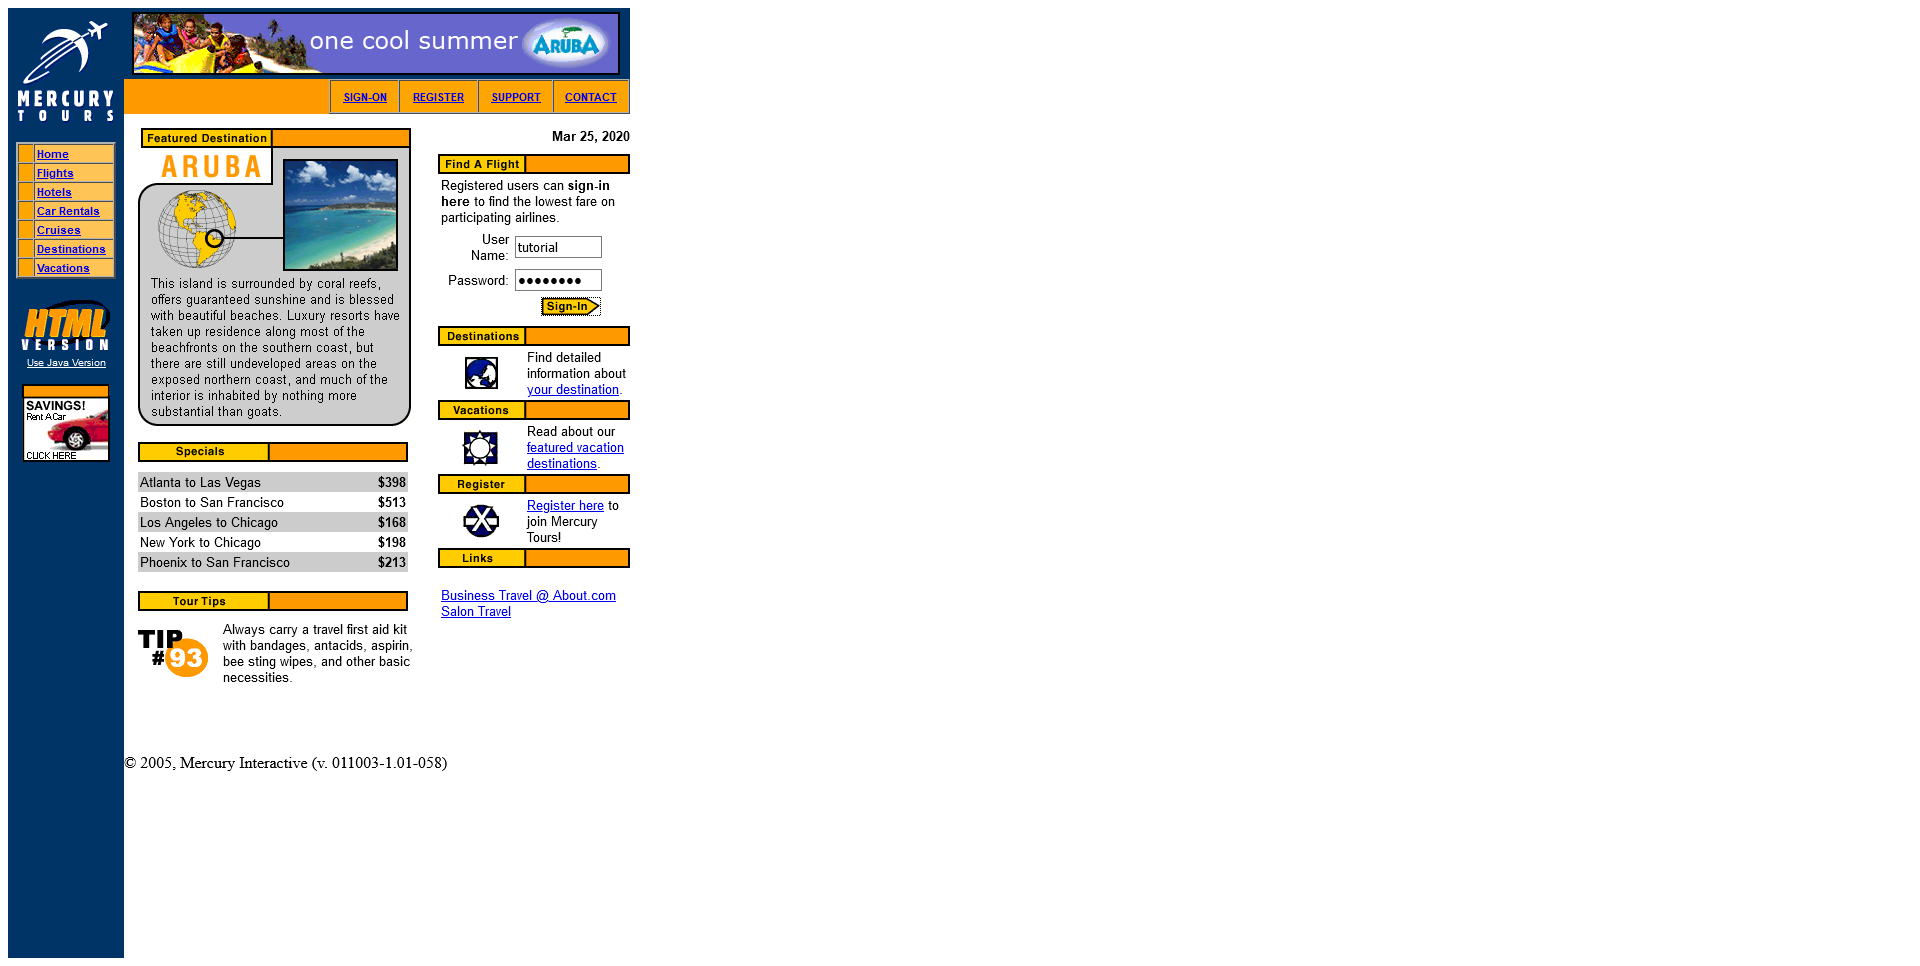 one cool summer
ARUBA
MERCURY
TOURS
SIGN-ON
REGISTER
SUPPORT
CONTACT
Home
Flights
Hotels
Car Rentals
Cruises
Destinations
Vacations
HTML
VERSION
Use Java Version
SAVINGS!
Rent A Car
CLICK HERE
Featured Destination
ARUBA
This island is surrounded by coral reefs,
offers guaranteed sunshine and is blessed
with beautiful beaches. Luxury resorts have
taken up residence along most of the
beachfronts on the southern coast, but
there are still undeveloped areas on the
exposed northern coast, and much of the
interior is inhabited by nothing more
substantial than goats.
Specials
Atlanta to Las Vegas $398
Boston to San Francisco $513
Los Angeles to Chicago $168
New York to Chicago $198
Phoenix to San Francisco $213
Tour Tips
TIP
#93
Always carry a travel first aid kit
with bandages, antacids, aspirin,
bee sting wipes, and other basic
necessities.
Mar 25, 2020
Find A Flight
Registered users can sign-in
here to find the lowest fare on
participating airlines.
User
Name: tutorial
Password: ●●●●●●●●
Sign-In
Destinations
Find detailed
information about
your destination.
Vacations
Read about our
featured vacation
destinations.
Register
Register here to
join Mercury
Tours!
Links
Business Travel @ About.com
Salon Travel
© 2005, Mercury Interactive (v. 011003-1.01-058)